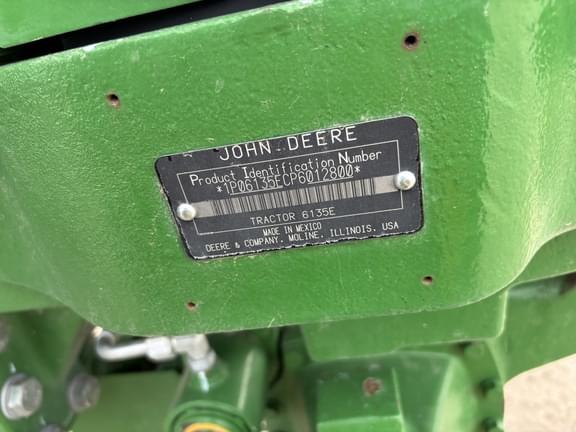 JOHN DEERE
Product Identification Number
*1P06135ECP6012800*
TRACTOR 6135E
MADE IN MEXICO
DEERE & COMPANY, MOLINE, ILLINOIS, USA